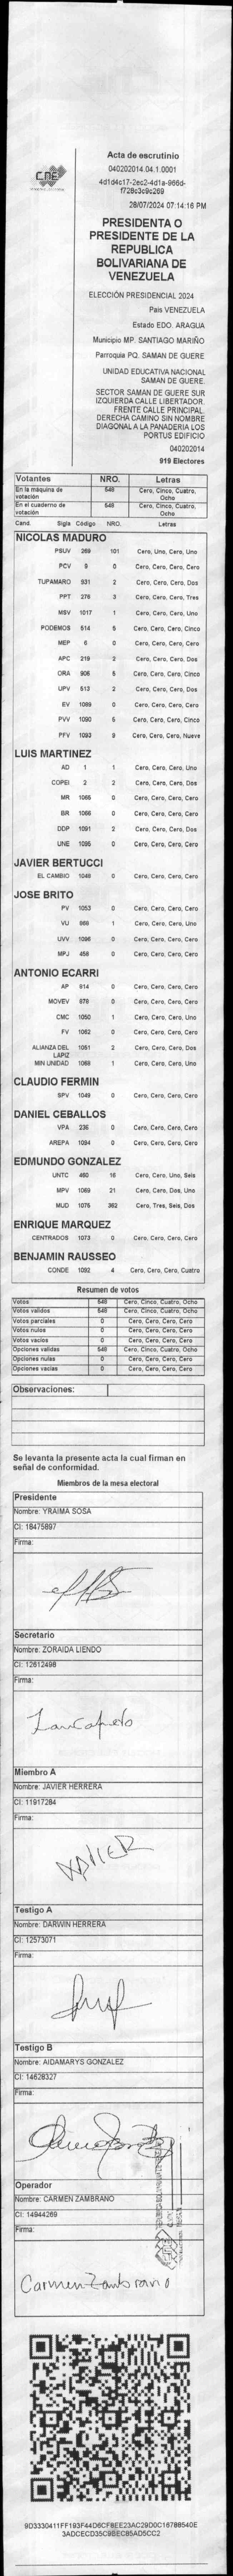 CNE
Acta de escrutinio
040202014.04.1.0001
4d1d4c17-2ec2-4d1a-966d-
f728c3c9c269
28/07/2024 07:14:16 PM
PRESIDENTA O
PRESIDENTE DE LA
REPUBLICA
BOLIVARIANA DE
VENEZUELA
ELECCIÓN PRESIDENCIAL 2024
Pais VENEZUELA
Estado EDO. ARAGUA
Municipio MP. SANTIAGO MARIÑO
Parroquia PQ. SAMAN DE GUERE
UNIDAD EDUCATIVA NACIONAL
SAMAN DE GUERE.
SECTOR SAMAN DE GUERE SUR
IZQUIERDA CALLE LIBERTADOR.
FRENTE CALLE PRINCIPAL.
DERECHA CAMINO SIN NOMBRE
DIAGONAL A LA PANADERIA LOS
PORTUS EDIFICIO
040202014
919 Electores
Votantes NRO. Letras
En la máquina de votación 548 Cero, Cinco, Cuatro, Ocho
En el cuaderno de votación 548 Cero, Cinco, Cuatro, Ocho
Cand. Sigla Código NRO. Letras
NICOLAS MADURO
PSUV 269 101 Cero, Uno, Cero, Uno
PCV 9 0 Cero, Cero, Cero, Cero
TUPAMARO 931 2 Cero, Cero, Cero, Dos
PPT 276 3 Cero, Cero, Cero, Tres
MSV 1017 1 Cero, Cero, Cero, Uno
PODEMOS 514 5 Cero, Cero, Cero, Cinco
MEP 6 0 Cero, Cero, Cero, Cero
APC 219 2 Cero, Cero, Cero, Dos
ORA 906 5 Cero, Cero, Cero, Cinco
UPV 513 2 Cero, Cero, Cero, Dos
EV 1089 0 Cero, Cero, Cero, Cero
PVV 1090 5 Cero, Cero, Cero, Cinco
PFV 1093 9 Cero, Cero, Cero, Nueve
LUIS MARTINEZ
AD 1 1 Cero, Cero, Cero, Uno
COPEI 2 2 Cero, Cero, Cero, Dos
MR 1065 0 Cero, Cero, Cero, Cero
BR 1066 0 Cero, Cero, Cero, Cero
DDP 1091 2 Cero, Cero, Cero, Dos
UNE 1095 0 Cero, Cero, Cero, Cero
JAVIER BERTUCCI
EL CAMBIO 1048 0 Cero, Cero, Cero, Cero
JOSE BRITO
PV 1053 0 Cero, Cero, Cero, Cero
VU 969 1 Cero, Cero, Cero, Uno
UVV 1096 0 Cero, Cero, Cero, Cero
MPJ 458 0 Cero, Cero, Cero, Cero
ANTONIO ECARRI
AP 914 0 Cero, Cero, Cero, Cero
MOVEV 979 0 Cero, Cero, Cero, Cero
CMC 1050 1 Cero, Cero, Cero, Uno
FV 1062 0 Cero, Cero, Cero, Cero
ALIANZA DEL LAPIZ 1051 2 Cero, Cero, Cero, Dos
MIN UNIDAD 1068 1 Cero, Cero, Cero, Uno
CLAUDIO FERMIN
SPV 1049 0 Cero, Cero, Cero, Cero
DANIEL CEBALLOS
VPA 236 0 Cero, Cero, Cero, Cero
AREPA 1094 0 Cero, Cero, Cero, Cero
EDMUNDO GONZALEZ
UNTC 460 16 Cero, Cero, Uno, Seis
MPV 1069 21 Cero, Cero, Dos, Uno
MUD 1075 362 Cero, Tres, Seis, Dos
ENRIQUE MARQUEZ
CENTRADOS 1073 0 Cero, Cero, Cero, Cero
BENJAMIN RAUSSEO
CONDE 1092 4 Cero, Cero, Cero, Cuatro
Resumen de votos
Votos 548 Cero, Cinco, Cuatro, Ocho
Votos validos 548 Cero, Cinco, Cuatro, Ocho
Votos parciales 0 Cero, Cero, Cero, Cero
Votos nulos 0 Cero, Cero, Cero, Cero
Votos vacios 0 Cero, Cero, Cero, Cero
Opciones validas 548 Cero, Cinco, Cuatro, Ocho
Opciones nulas 0 Cero, Cero, Cero, Cero
Opciones vacias 0 Cero, Cero, Cero, Cero
Observaciones:
Se levanta la presente acta la cual firman en
señal de conformidad.
Miembros de la mesa electoral
Presidente
Nombre: YRAIMA SOSA
CI: 18475897
Firma:
Secretario
Nombre: ZORAIDA LIENDO
CI: 12612498
Firma:
Miembro A
Nombre: JAVIER HERRERA
CI: 11917284
Firma:
Testigo A
Nombre: DARWIN HERRERA
CI: 12573071
Firma:
Testigo B
Nombre: AIDAMARYS GONZALEZ
CI: 14628327
Firma:
Operador
Nombre: CARMEN ZAMBRANO
CI: 14944269
Firma:
Carmen Zambrano
9D3330411FF193F44D6CF8EE23AC29D0C16788540E
3ADCECD35C9BEC85AD5CC2